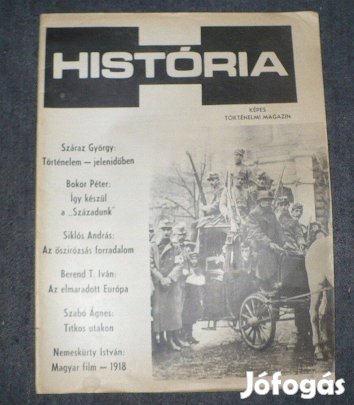 HISTÓRIA
KÉPES
TÖRTÉNELMI MAGAZIN
Száraz György:
Történelem — jelenidőben
Bokor Péter:
Így készül
a „Századunk"
Siklós András:
Az őszirózsás forradalom
Berend T. Iván:
Az elmaradott Európa
Szabó Ágnes:
Titkos utakon
Nemeskürty István:
Magyar film — 1918
Jófogás